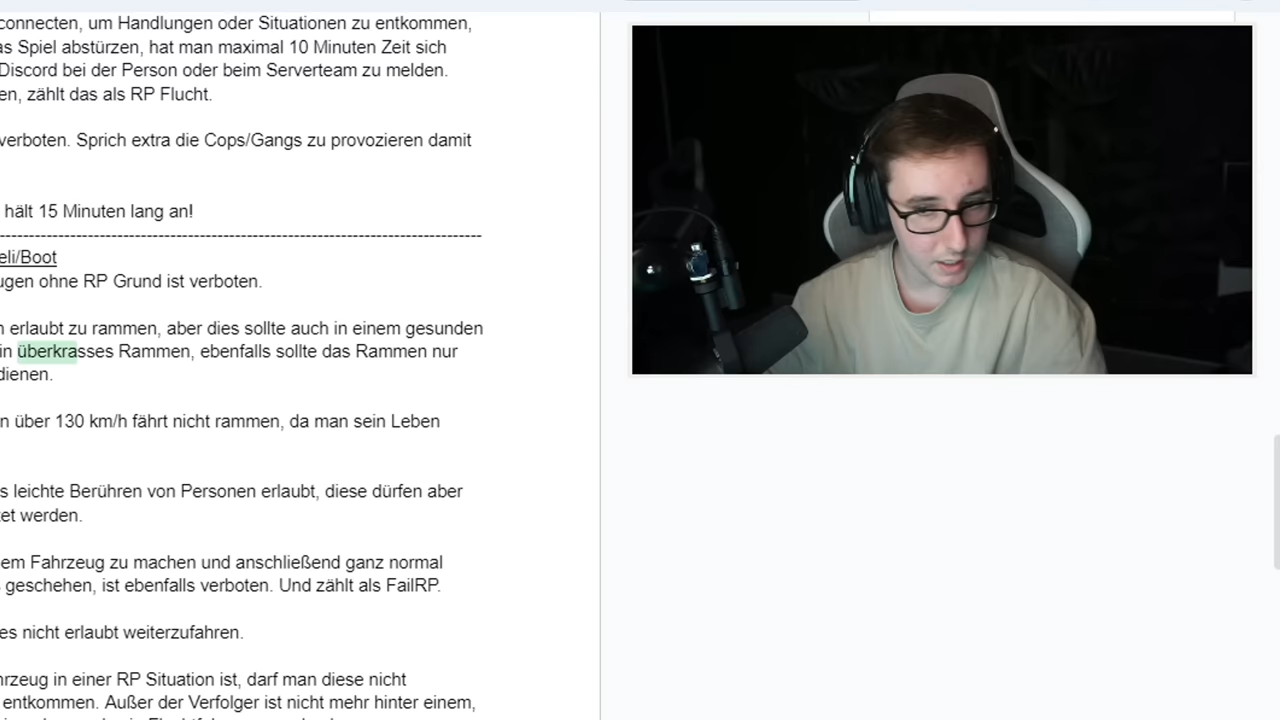 connecten, um Handlungen oder Situationen zu entkommen,
as Spiel abstürzen, hat man maximal 10 Minuten Zeit sich
Discord bei der Person oder beim Serverteam zu melden.
en, zählt das als RP Flucht.
verboten. Sprich extra die Cops/Gangs zu provozieren damit
hält 15 Minuten lang an!
eli/Boot
ugen ohne RP Grund ist verboten.
n erlaubt zu rammen, aber dies sollte auch in einem gesunden
in überkrasses Rammen, ebenfalls sollte das Rammen nur
dienen.
n über 130 km/h fährt nicht rammen, da man sein Leben
s leichte Berühren von Personen erlaubt, diese dürfen aber
tet werden.
em Fahrzeug zu machen und anschließend ganz normal
geschehen, ist ebenfalls verboten. Und zählt als FailRP.
es nicht erlaubt weiterzufahren.
hrzeug in einer RP Situation ist, darf man diese nicht
entkommen. Außer der Verfolger ist nicht mehr hinter einem,